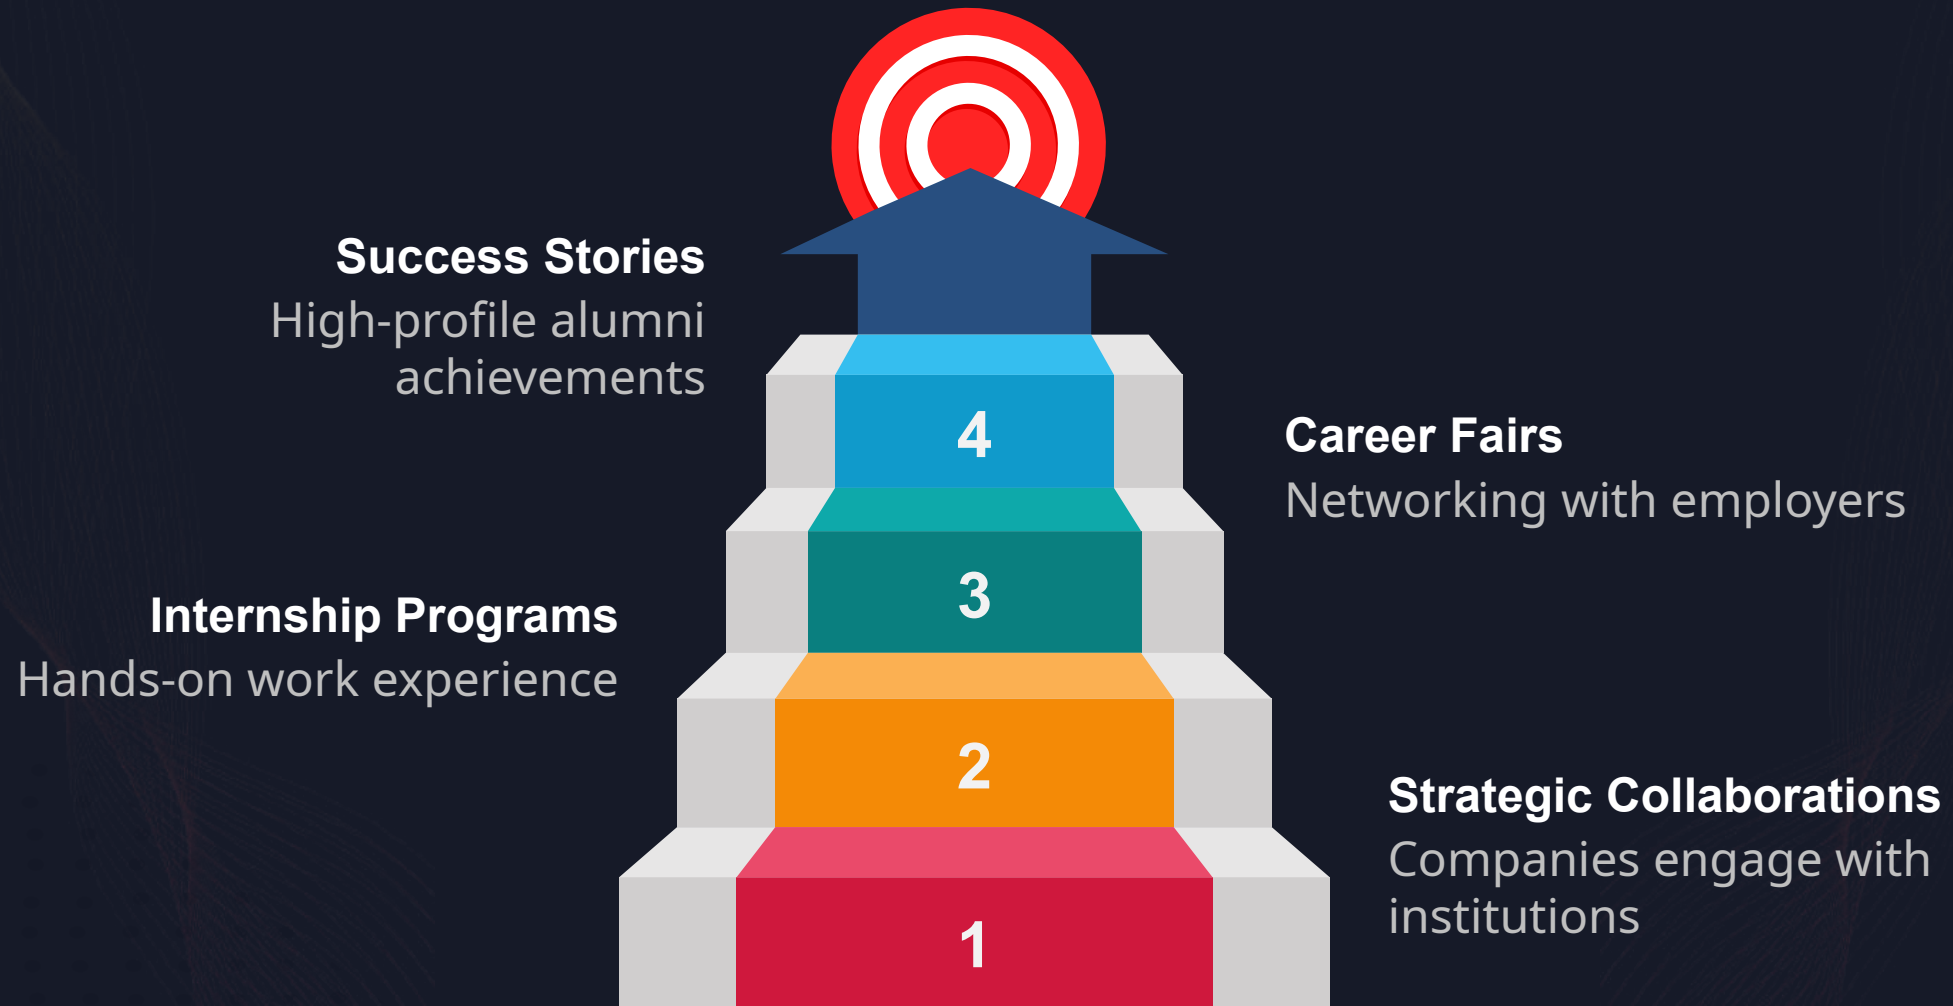 Success Stories
High-profile alumni
achievements
4
Career Fairs
Networking with employers
3
Internship Programs
Hands-on work experience
2
Strategic Collaborations
Companies engage with
institutions
1